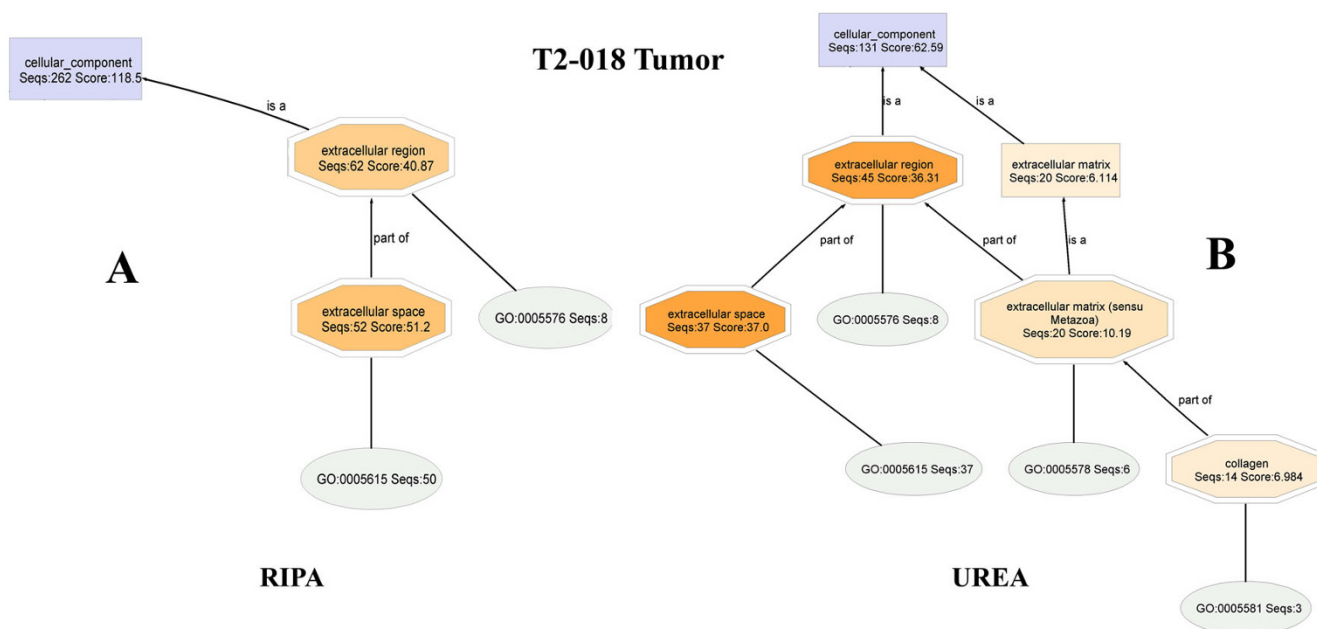 T2-018 Tumor
A
cellular_component
Seqs:262 Score:118.5
is a
extracellular region
Seqs:62 Score:40.87
part of
extracellular space
Seqs:52 Score:51.2
GO:0005576 Seqs:8
GO:0005615 Seqs:50
RIPA
B
cellular_component
Seqs:131 Score:62.59
is a
is a
extracellular region
Seqs:45 Score:36.31
extracellular matrix
Seqs:20 Score:6.114
part of
part of
is a
extracellular space
Seqs:37 Score:37.0
GO:0005576 Seqs:8
extracellular matrix (sensu
Metazoa)
Seqs:20 Score:10.19
part of
GO:0005615 Seqs:37
GO:0005578 Seqs:6
collagen
Seqs:14 Score:6.984
GO:0005581 Seqs:3
UREA